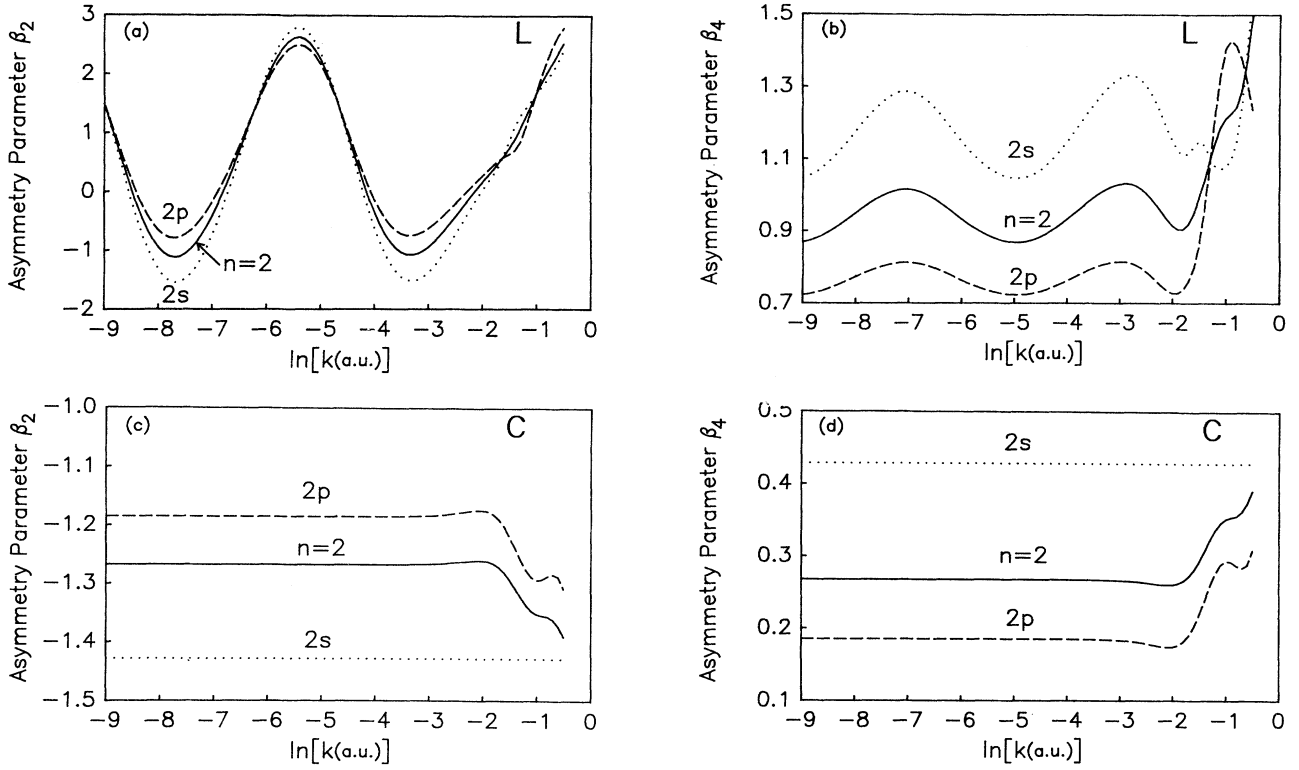 (a)
L
Asymmetry Parameter β₂
3
2
1
0
−1
−2
2p
n=2
2s
−9 −8 −7 −6 −5 −4 −3 −2 −1 0
ln[k(a.u.)]
(b)
L
Asymmetry Parameter β₄
1.5
1.3
1.1
0.9
0.7
2s
n=2
2p
−9 −8 −7 −6 −5 −4 −3 −2 −1 0
ln[k(a.u.)]
(c)
C
Asymmetry Parameter β₂
−1.0
−1.1
−1.2
−1.3
−1.4
−1.5
2p
n=2
2s
−9 −8 −7 −6 −5 −4 −3 −2 −1 0
ln[k(a.u.)]
(d)
C
Asymmetry Parameter β₄
0.5
0.4
0.3
0.2
0.1
2s
n=2
2p
−9 −8 −7 −6 −5 −4 −3 −2 −1 0
ln[k(a.u.)]